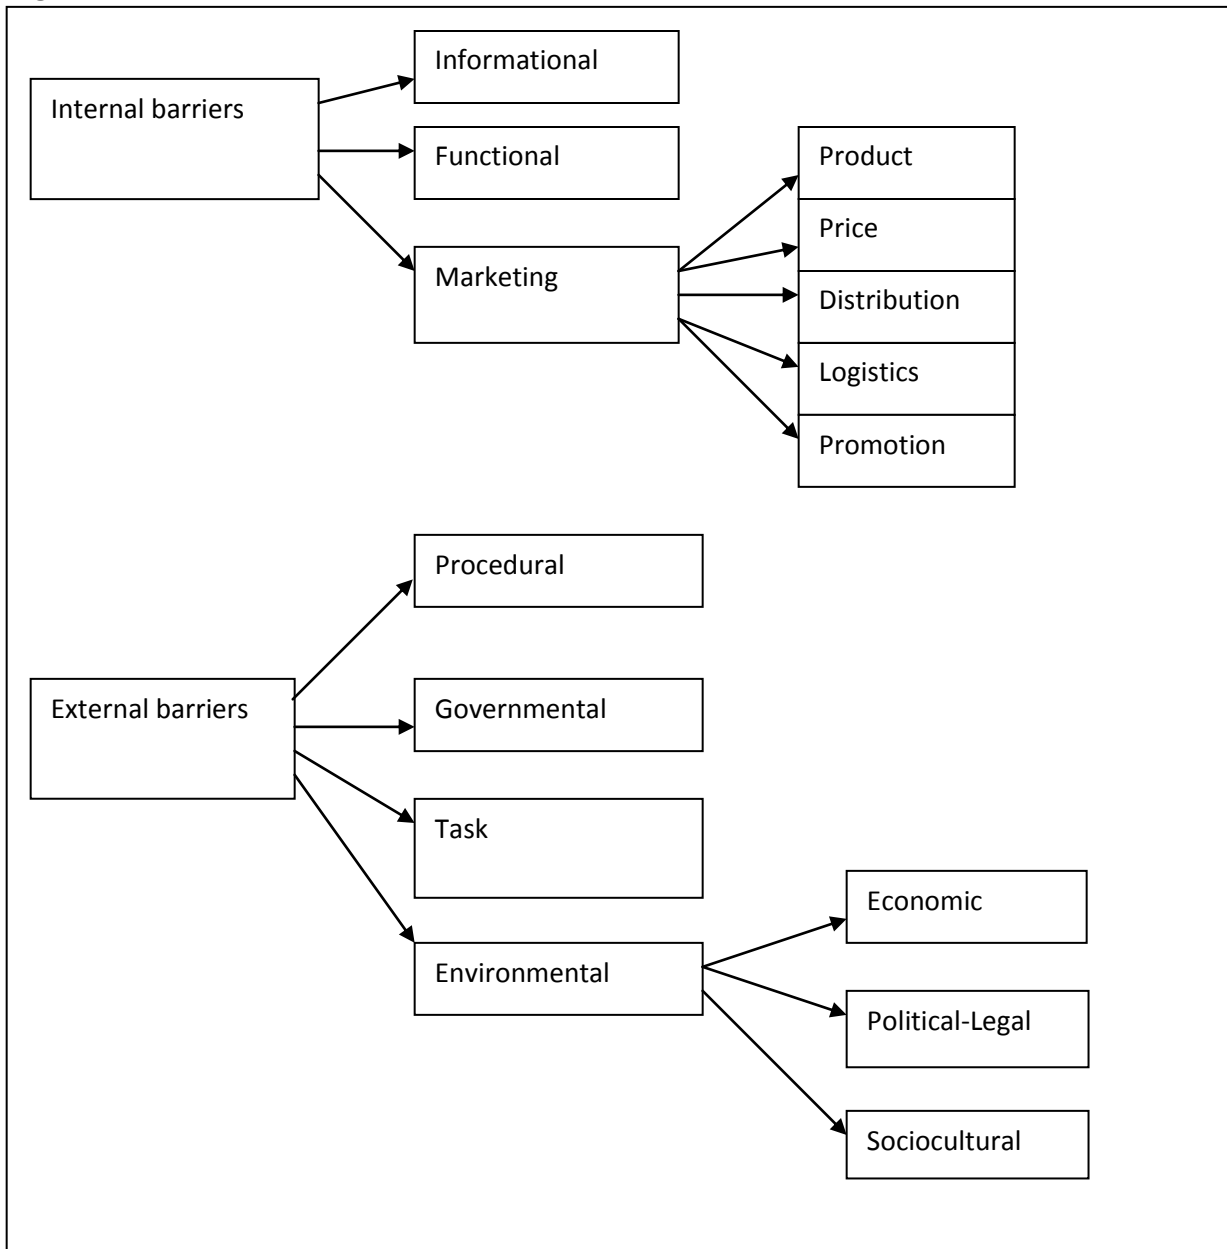 Internal barriers
Informational
Functional
Marketing
Product
Price
Distribution
Logistics
Promotion
External barriers
Procedural
Governmental
Task
Environmental
Economic
Political-Legal
Sociocultural